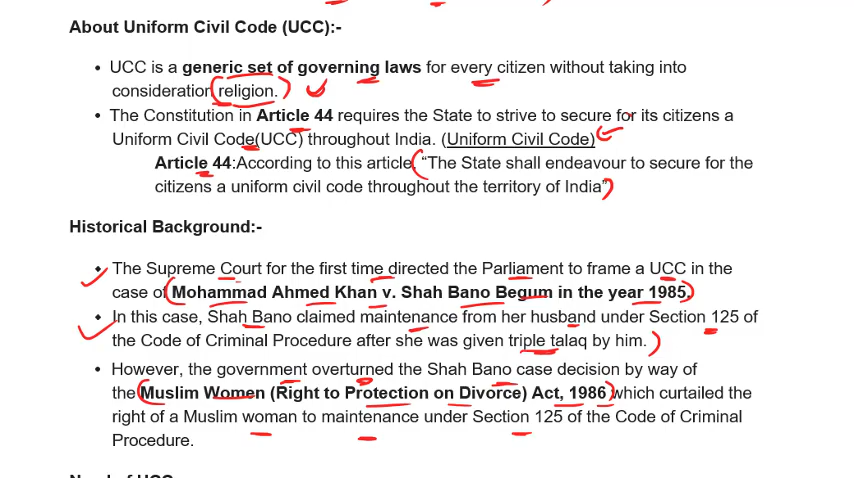 About Uniform Civil Code (UCC):-
• UCC is a generic set of governing laws for every citizen without taking into
consideration religion.
• The Constitution in Article 44 requires the State to strive to secure for its citizens a
Uniform Civil Code(UCC) throughout India. (Uniform Civil Code)
Article 44:According to this article, “The State shall endeavour to secure for the
citizens a uniform civil code throughout the territory of India”
Historical Background:-
• The Supreme Court for the first time directed the Parliament to frame a UCC in the
case of Mohammad Ahmed Khan v. Shah Bano Begum in the year 1985.
• In this case, Shah Bano claimed maintenance from her husband under Section 125 of
the Code of Criminal Procedure after she was given triple talaq by him.
• However, the government overturned the Shah Bano case decision by way of
the Muslim Women (Right to Protection on Divorce) Act, 1986 which curtailed the
right of a Muslim woman to maintenance under Section 125 of the Code of Criminal
Procedure.